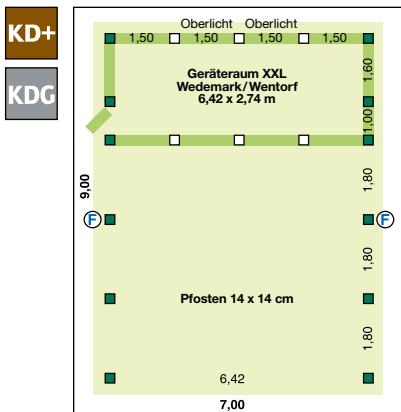 KD+
KDG
Oberlicht Oberlicht
1,50 1,50 1,50 1,50
Geräteraum XXL
Wedemark/Wentorf
6,42 x 2,74 m
1,60
1,00
1,80
9,00
F F
1,80
Pfosten 14 x 14 cm
1,80
6,42
7,00